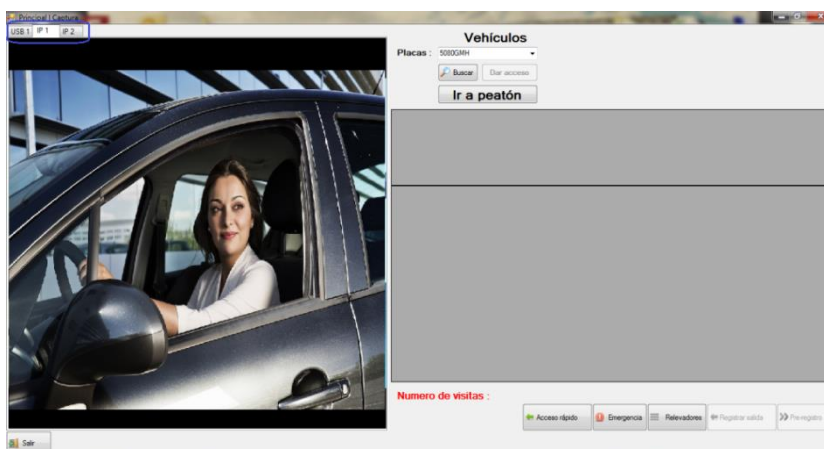 Principal | Captura
USB 1 IP 1 IP 2
Vehículos
Placas : 5080GMH
Buscar Dar acceso
Ir a peatón
Numero de visitas :
Acceso rápido Emergencia Relevadores Registrar salida Pre-registro
Salir